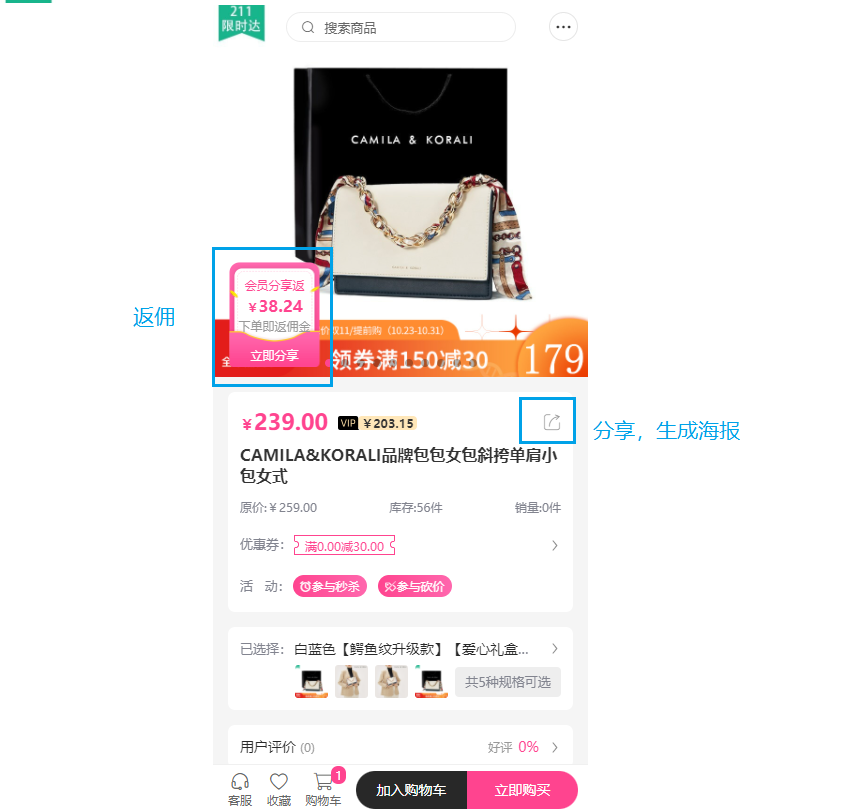 211
限时达
搜索商品
CAMILA & KORALI
会员分享返
¥38.24
下单即返佣金
立即分享
返佣
价双11/提前购（10.23-10.31）
全
领券满150减30
179
¥239.00
VIP ¥203.15
分享，生成海报
CAMILA&KORALI品牌包包女包斜挎单肩小
包女式
原价:¥259.00 库存:56件 销量:0件
优惠券： 满0.00减30.00
活 动： 参与秒杀 参与砍价
已选择： 白蓝色【鳄鱼纹升级款】【爱心礼盒...
共5种规格可选
用户评价 (0) 好评 0%
1
客服 收藏 购物车 加入购物车 立即购买